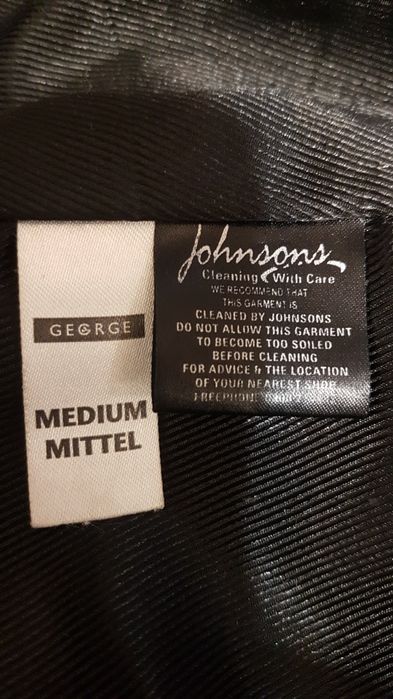 GEORGE
MEDIUM
MITTEL
Johnsons
Cleaning With Care
WE RECOMMEND THAT
THIS GARMENT IS
CLEANED BY JOHNSONS
DO NOT ALLOW THIS GARMENT
TO BECOME TOO SOILED
BEFORE CLEANING
FOR ADVICE & THE LOCATION
OF YOUR NEAREST SHOP
FREEPHONE